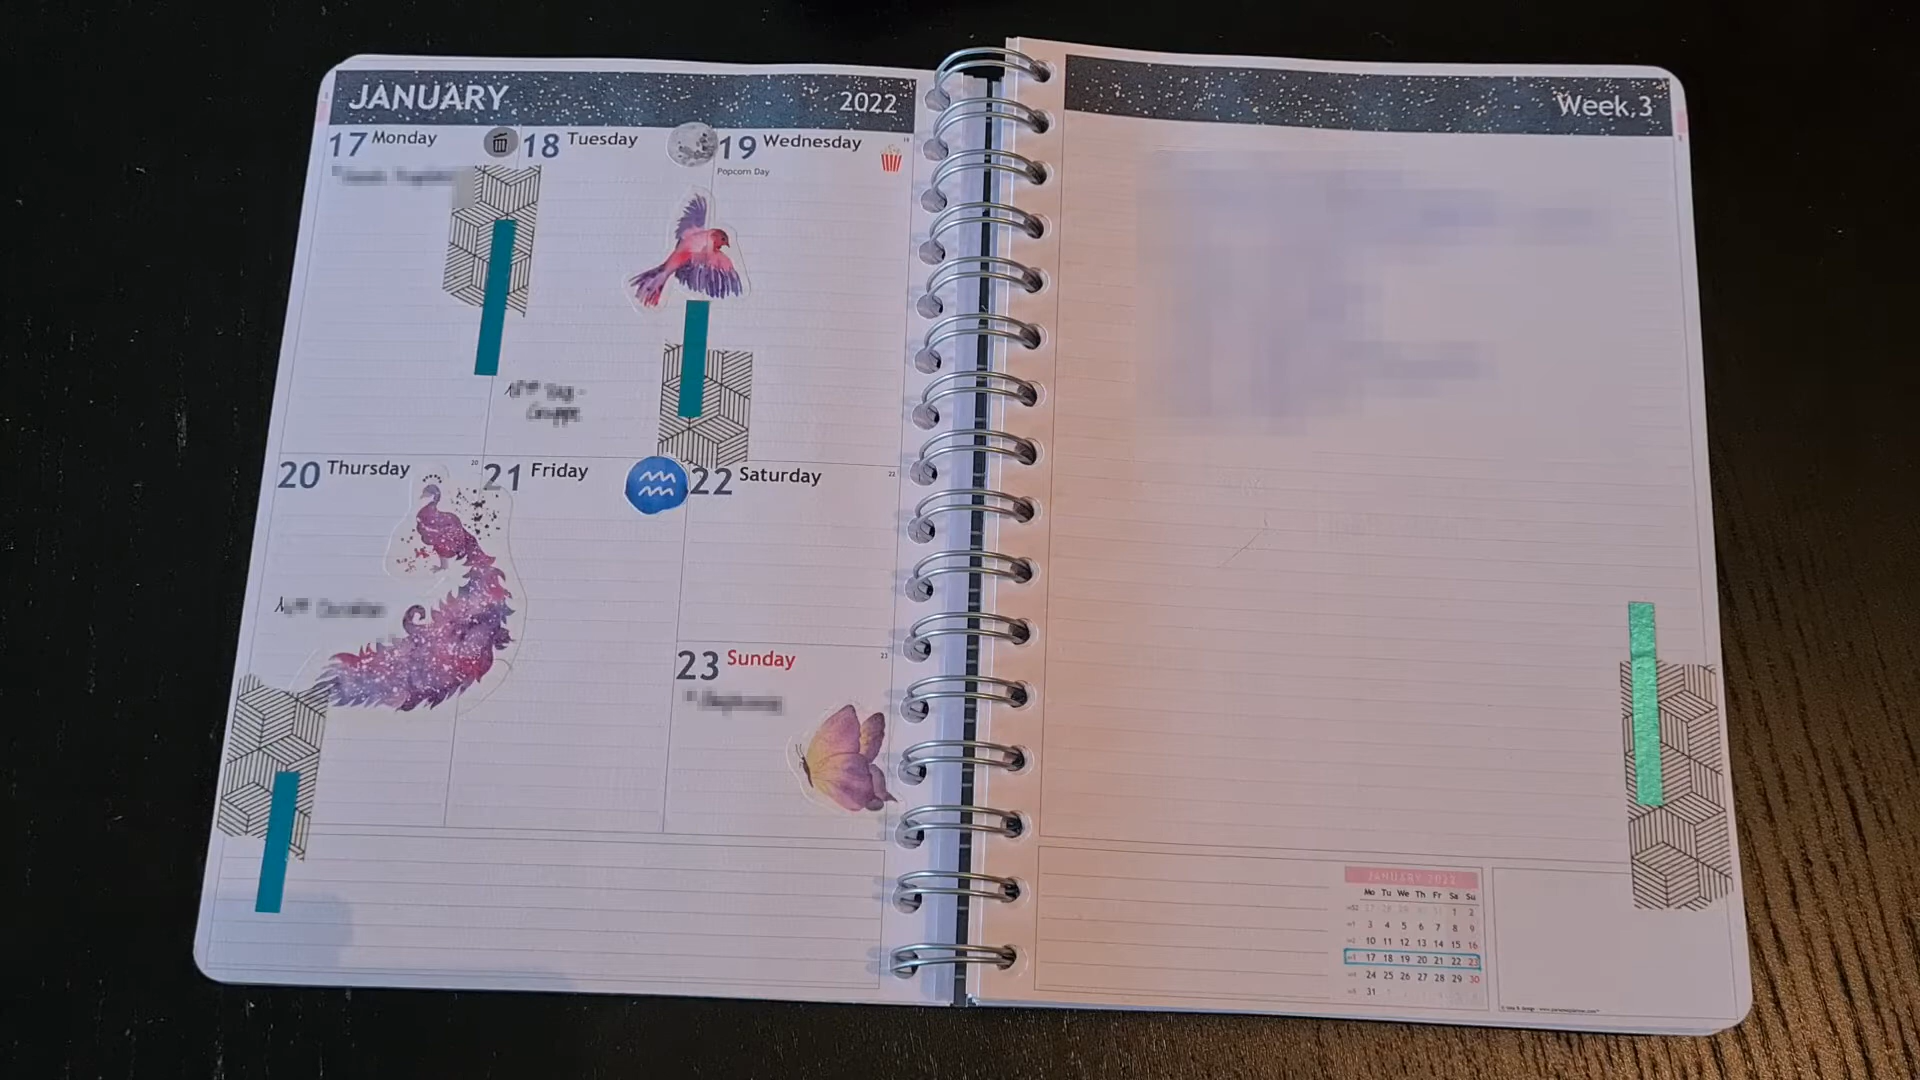 JANUARY 2022
17 Monday
18 Tuesday
19 Wednesday
Popcorn Day
20 Thursday
21 Friday
22 Saturday
23 Sunday
Week,3
JANUARY 2022
Mo Tu We Th Fr Sa Su
1 2
3 4 5 6 7 8 9
10 11 12 13 14 15 16
17 18 19 20 21 22 23
24 25 26 27 28 29 30
31